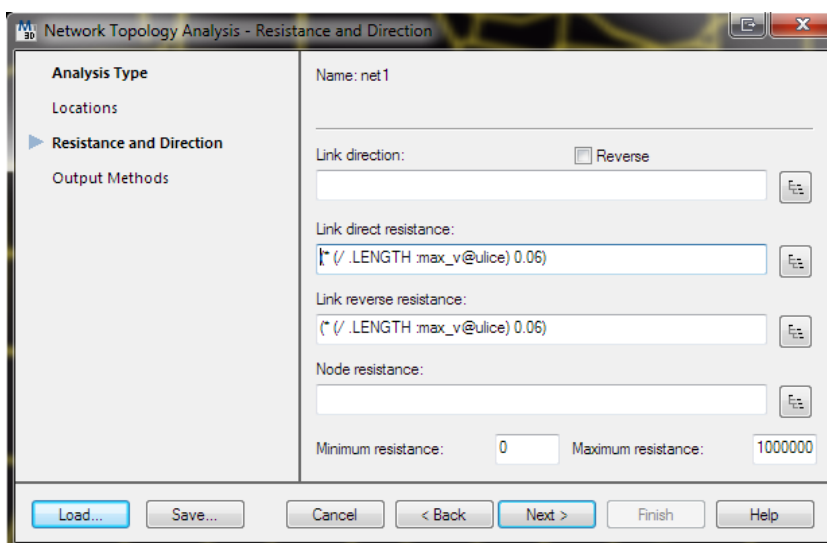 M 3D Network Topology Analysis - Resistance and Direction
Analysis Type
Locations
Resistance and Direction
Output Methods
Name: net1
Link direction:
Reverse
Link direct resistance:
(* (/ .LENGTH :max_v@ulice) 0.06)
Link reverse resistance:
(* (/ .LENGTH :max_v@ulice) 0.06)
Node resistance:
Minimum resistance: 0 Maximum resistance: 1000000
Load... Save... Cancel < Back Next > Finish Help